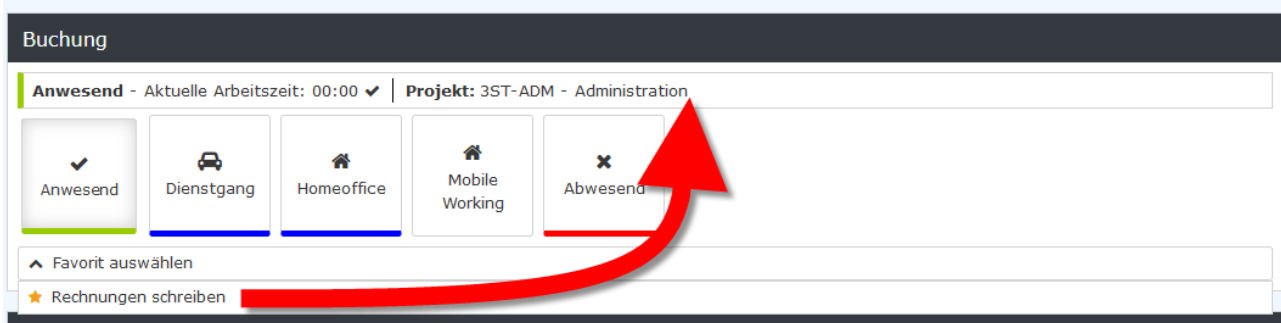 Buchung
Anwesend - Aktuelle Arbeitszeit: 00:00 Projekt: 3ST-ADM - Administration
Anwesend
Dienstgang
Homeoffice
Mobile
Working
Abwesend
Favorit auswählen
Rechnungen schreiben